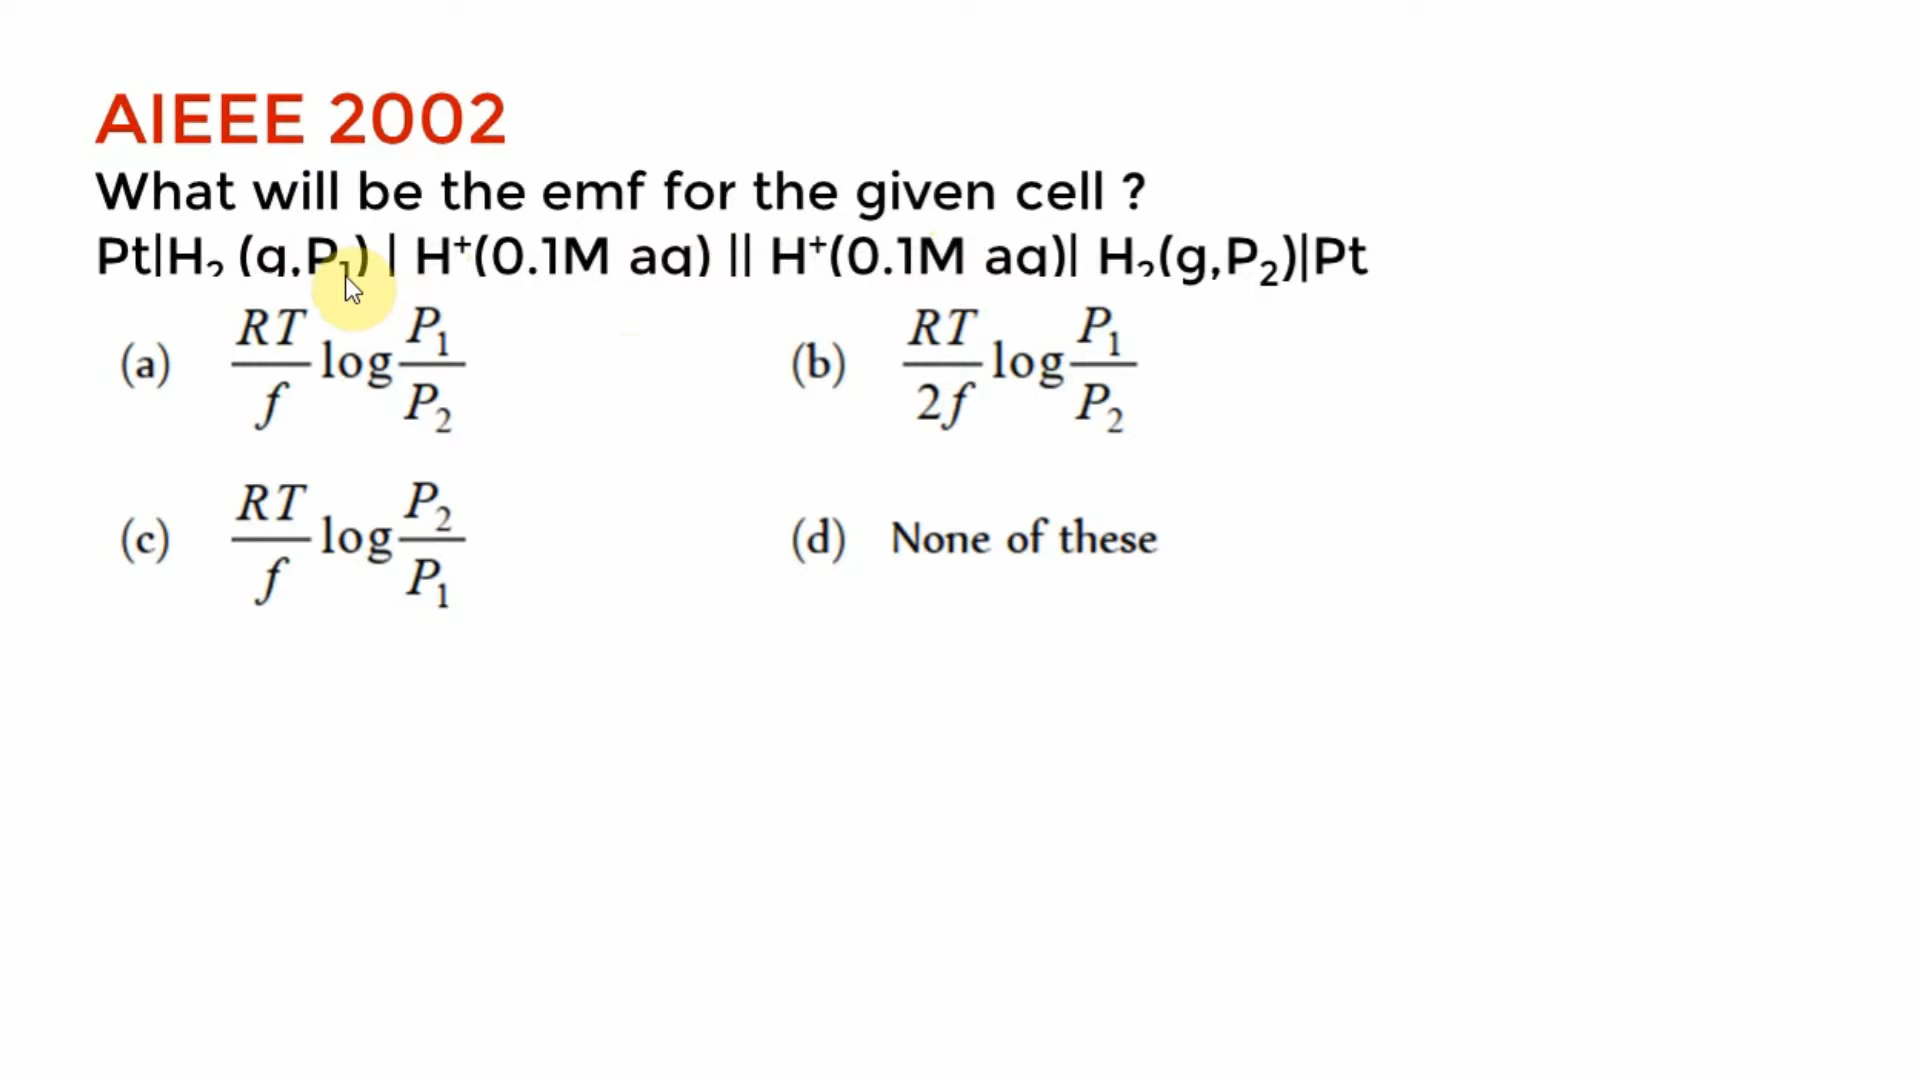 AIEEE 2002
What will be the emf for the given cell ?
Pt|H₂ (g,P₁) | H⁺(0.1M aq) || H⁺(0.1M aq)| H₂(g,P₂)|Pt
(a) RT/f log P₁/P₂ (b) RT/2f log P₁/P₂
(c) RT/f log P₂/P₁ (d) None of these